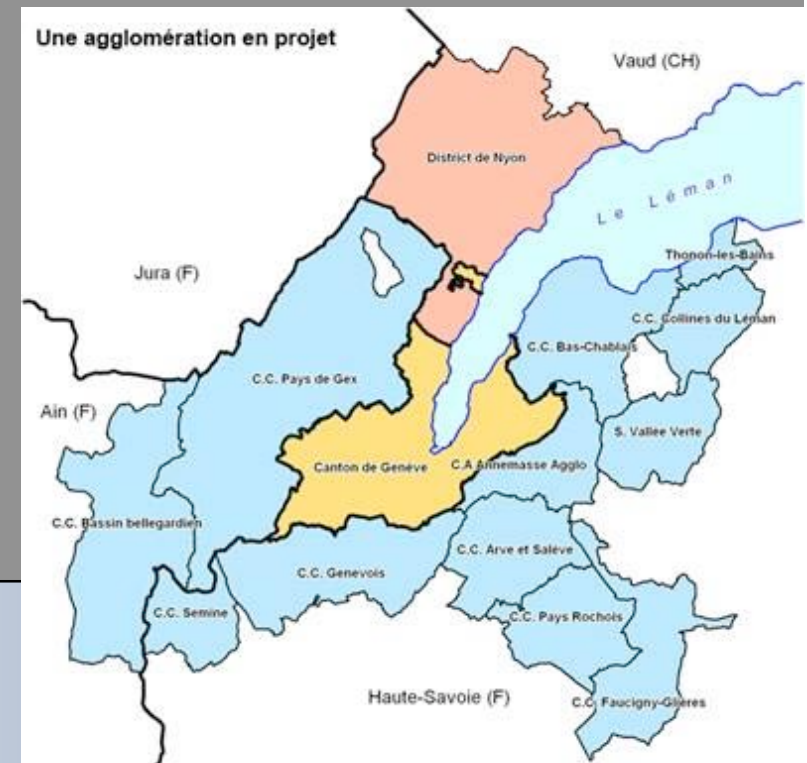 Une agglomération en projet
Vaud (CH)
District de Nyon
Le Léman
Jura (F)
Thonon-les-Bains
C.C. Collines du Léman
C.C. Bas-Chablais
C.C. Pays de Gex
Ain (F)
S. Vallee Verte
Canton de Genève
C.A Annemasse Agglo
C.C. Bassin bellegardien
C.C. Arve et Salève
C.C. Genevois
C.C. Semine
C.C. Pays Rochois
Haute-Savoie (F)
C.C. Faucigny-Glieres